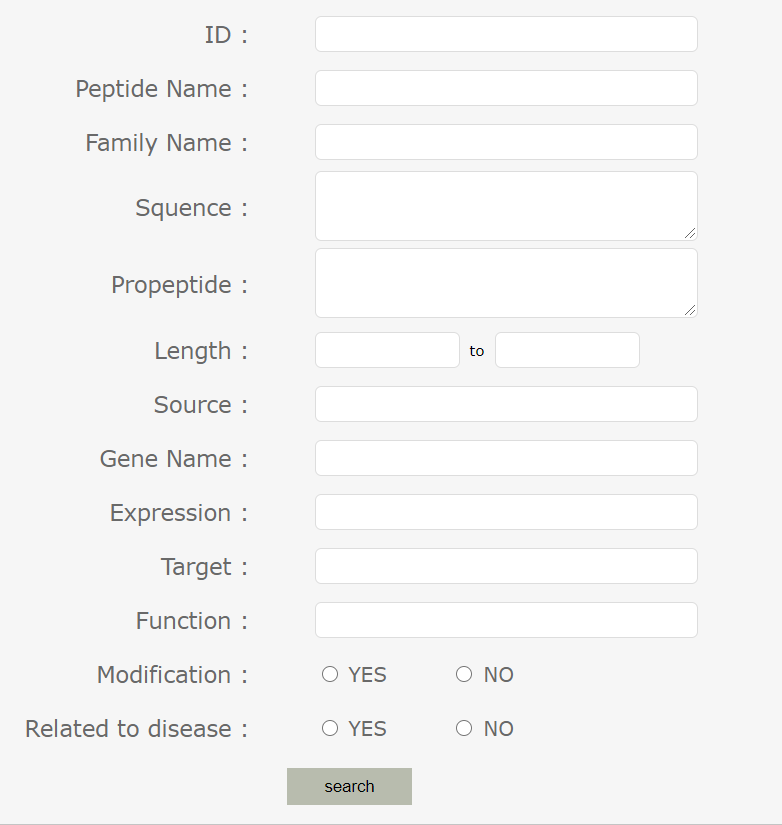 ID :
Peptide Name :
Family Name :
Squence :
Propeptide :
Length : to
Source :
Gene Name :
Expression :
Target :
Function :
Modification : YES NO
Related to disease : YES NO
search